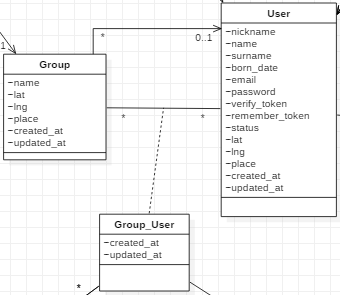 User
−nickname
−name
−surname
−born_date
−email
−password
−verify_token
−remember_token
−status
−lat
−lng
−place
−created_at
−updated_at
*
0..1
1
Group
−name
−lat
−lng
−place
−created_at
−updated_at
*
*
Group_User
−created_at
−updated_at
*